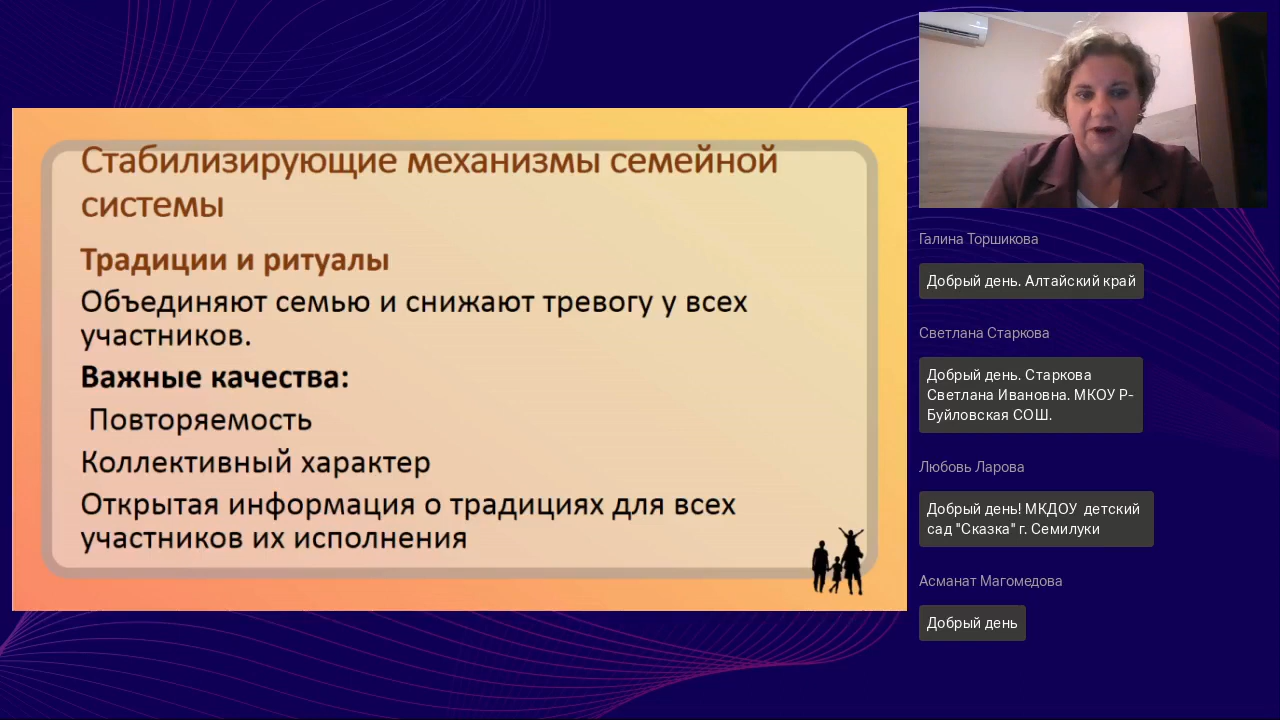 Стабилизирующие механизмы семейной
системы
Традиции и ритуалы
Объединяют семью и снижают тревогу у всех
участников.
Важные качества:
Повторяемость
Коллективный характер
Открытая информация о традициях для всех
участников их исполнения
Галина Торшикова
Добрый день. Алтайский край
Светлана Старкова
Добрый день. Старкова
Светлана Ивановна. МКОУ Р-
Буйловская СОШ.
Любовь Ларова
Добрый день! МКДОУ детский
сад "Сказка" г. Семилуки
Асманат Магомедова
Добрый день